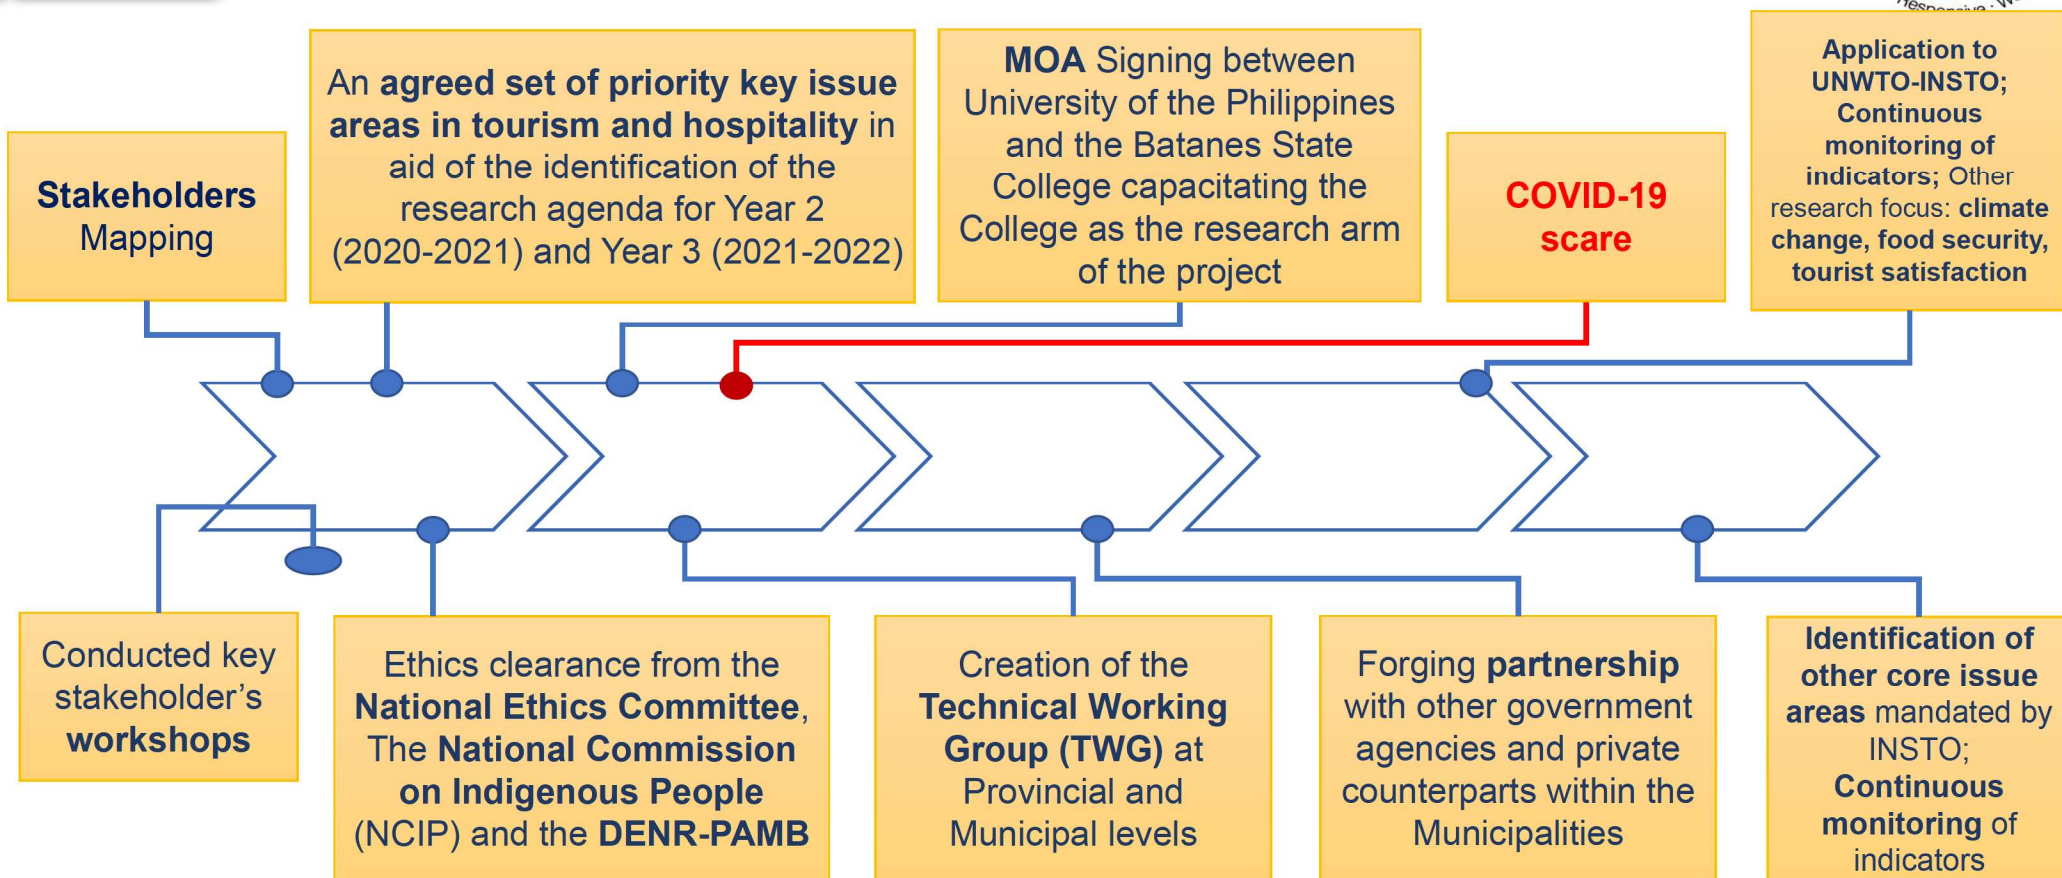 Responsive
Stakeholders
Mapping
An agreed set of priority key issue
areas in tourism and hospitality in
aid of the identification of the
research agenda for Year 2
(2020-2021) and Year 3 (2021-2022)
MOA Signing between
University of the Philippines
and the Batanes State
College capacitating the
College as the research arm
of the project
COVID-19
scare
Application to
UNWTO-INSTO;
Continuous
monitoring of
indicators; Other
research focus: climate
change, food security,
tourist satisfaction
Conducted key
stakeholder’s
workshops
Ethics clearance from the
National Ethics Committee,
The National Commission
on Indigenous People
(NCIP) and the DENR-PAMB
Creation of the
Technical Working
Group (TWG) at
Provincial and
Municipal levels
Forging partnership
with other government
agencies and private
counterparts within the
Municipalities
Identification of
other core issue
areas mandated by
INSTO;
Continuous
monitoring of
indicators